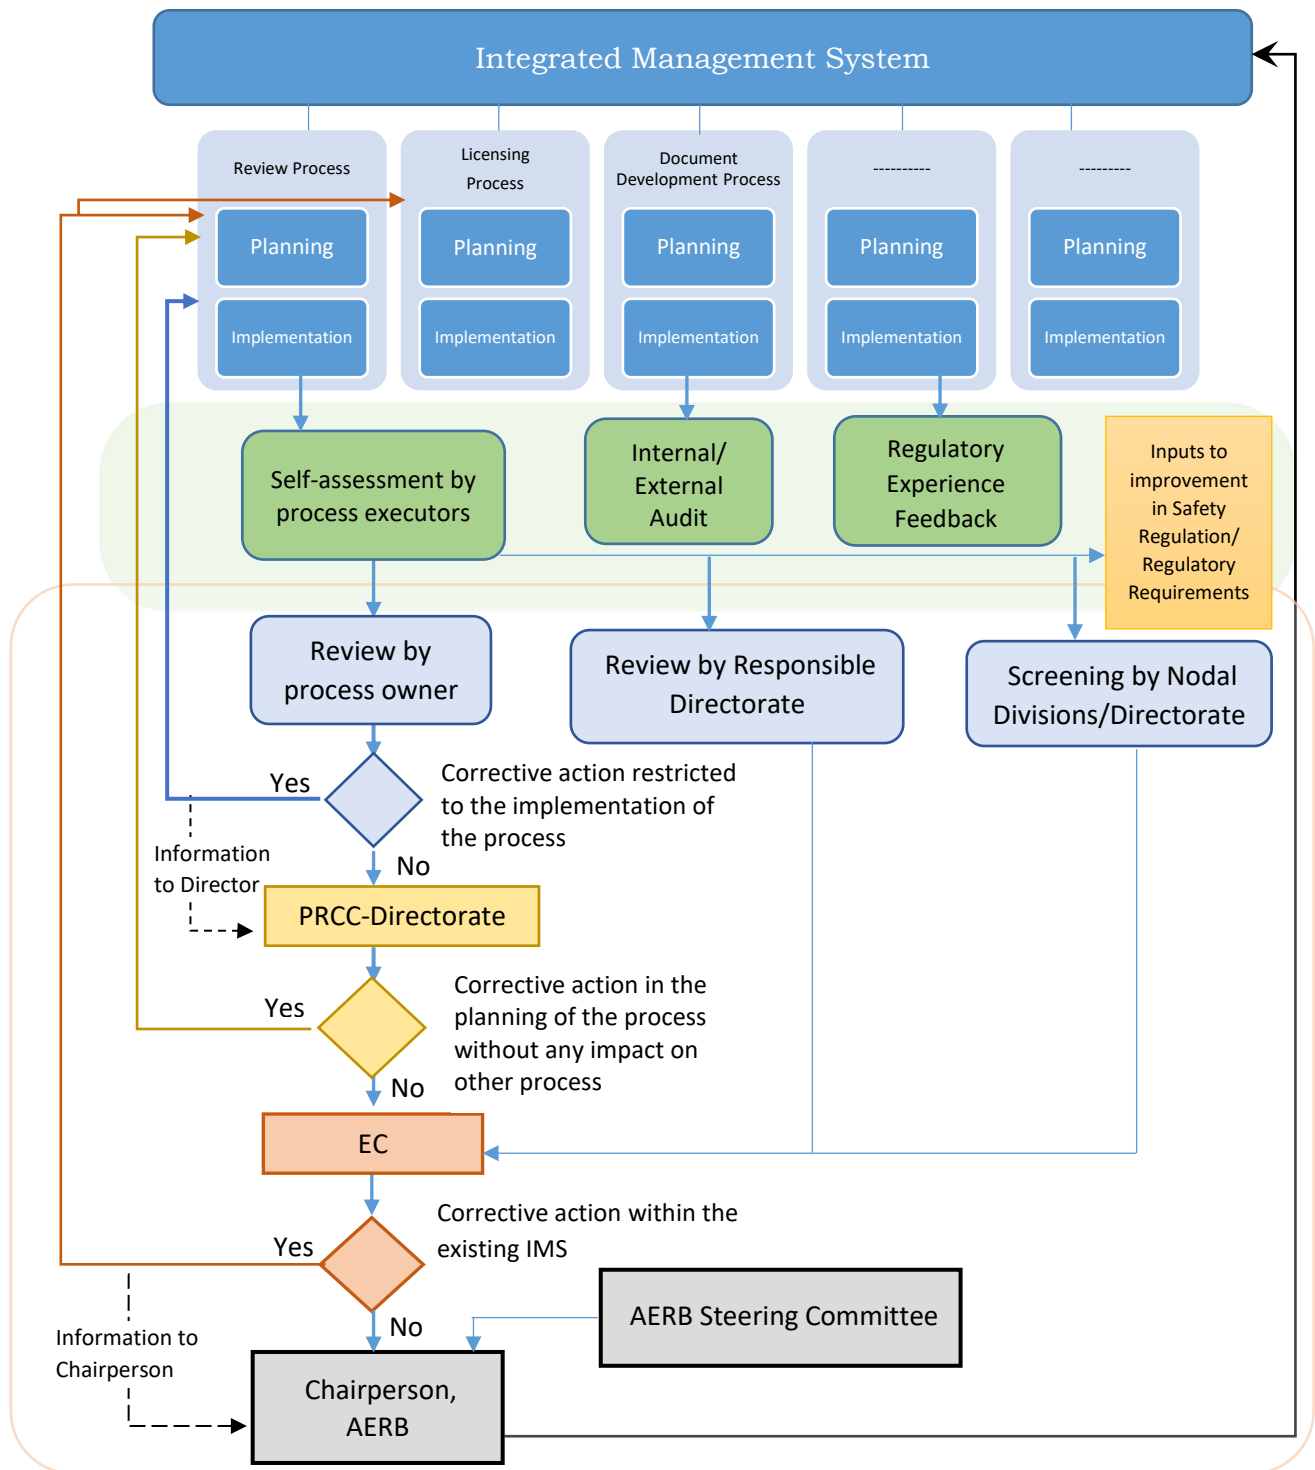 Integrated Management System
Review Process
Licensing
Process
Document
Development Process
----------
---------
Planning
Planning
Planning
Planning
Planning
Implementation
Implementation
Implementation
Implementation
Implementation
Self-assessment by
process executors
Internal/
External
Audit
Regulatory
Experience
Feedback
Inputs to
improvement
in Safety
Regulation/
Regulatory
Requirements
Review by
process owner
Review by Responsible
Directorate
Screening by Nodal
Divisions/Directorate
Yes
Corrective action restricted
to the implementation of
the process
Information
to Director
No
PRCC-Directorate
Yes
Corrective action in the
planning of the process
without any impact on
other process
No
EC
Yes
Corrective action within the
existing IMS
No
AERB Steering Committee
Information to
Chairperson
Chairperson,
AERB